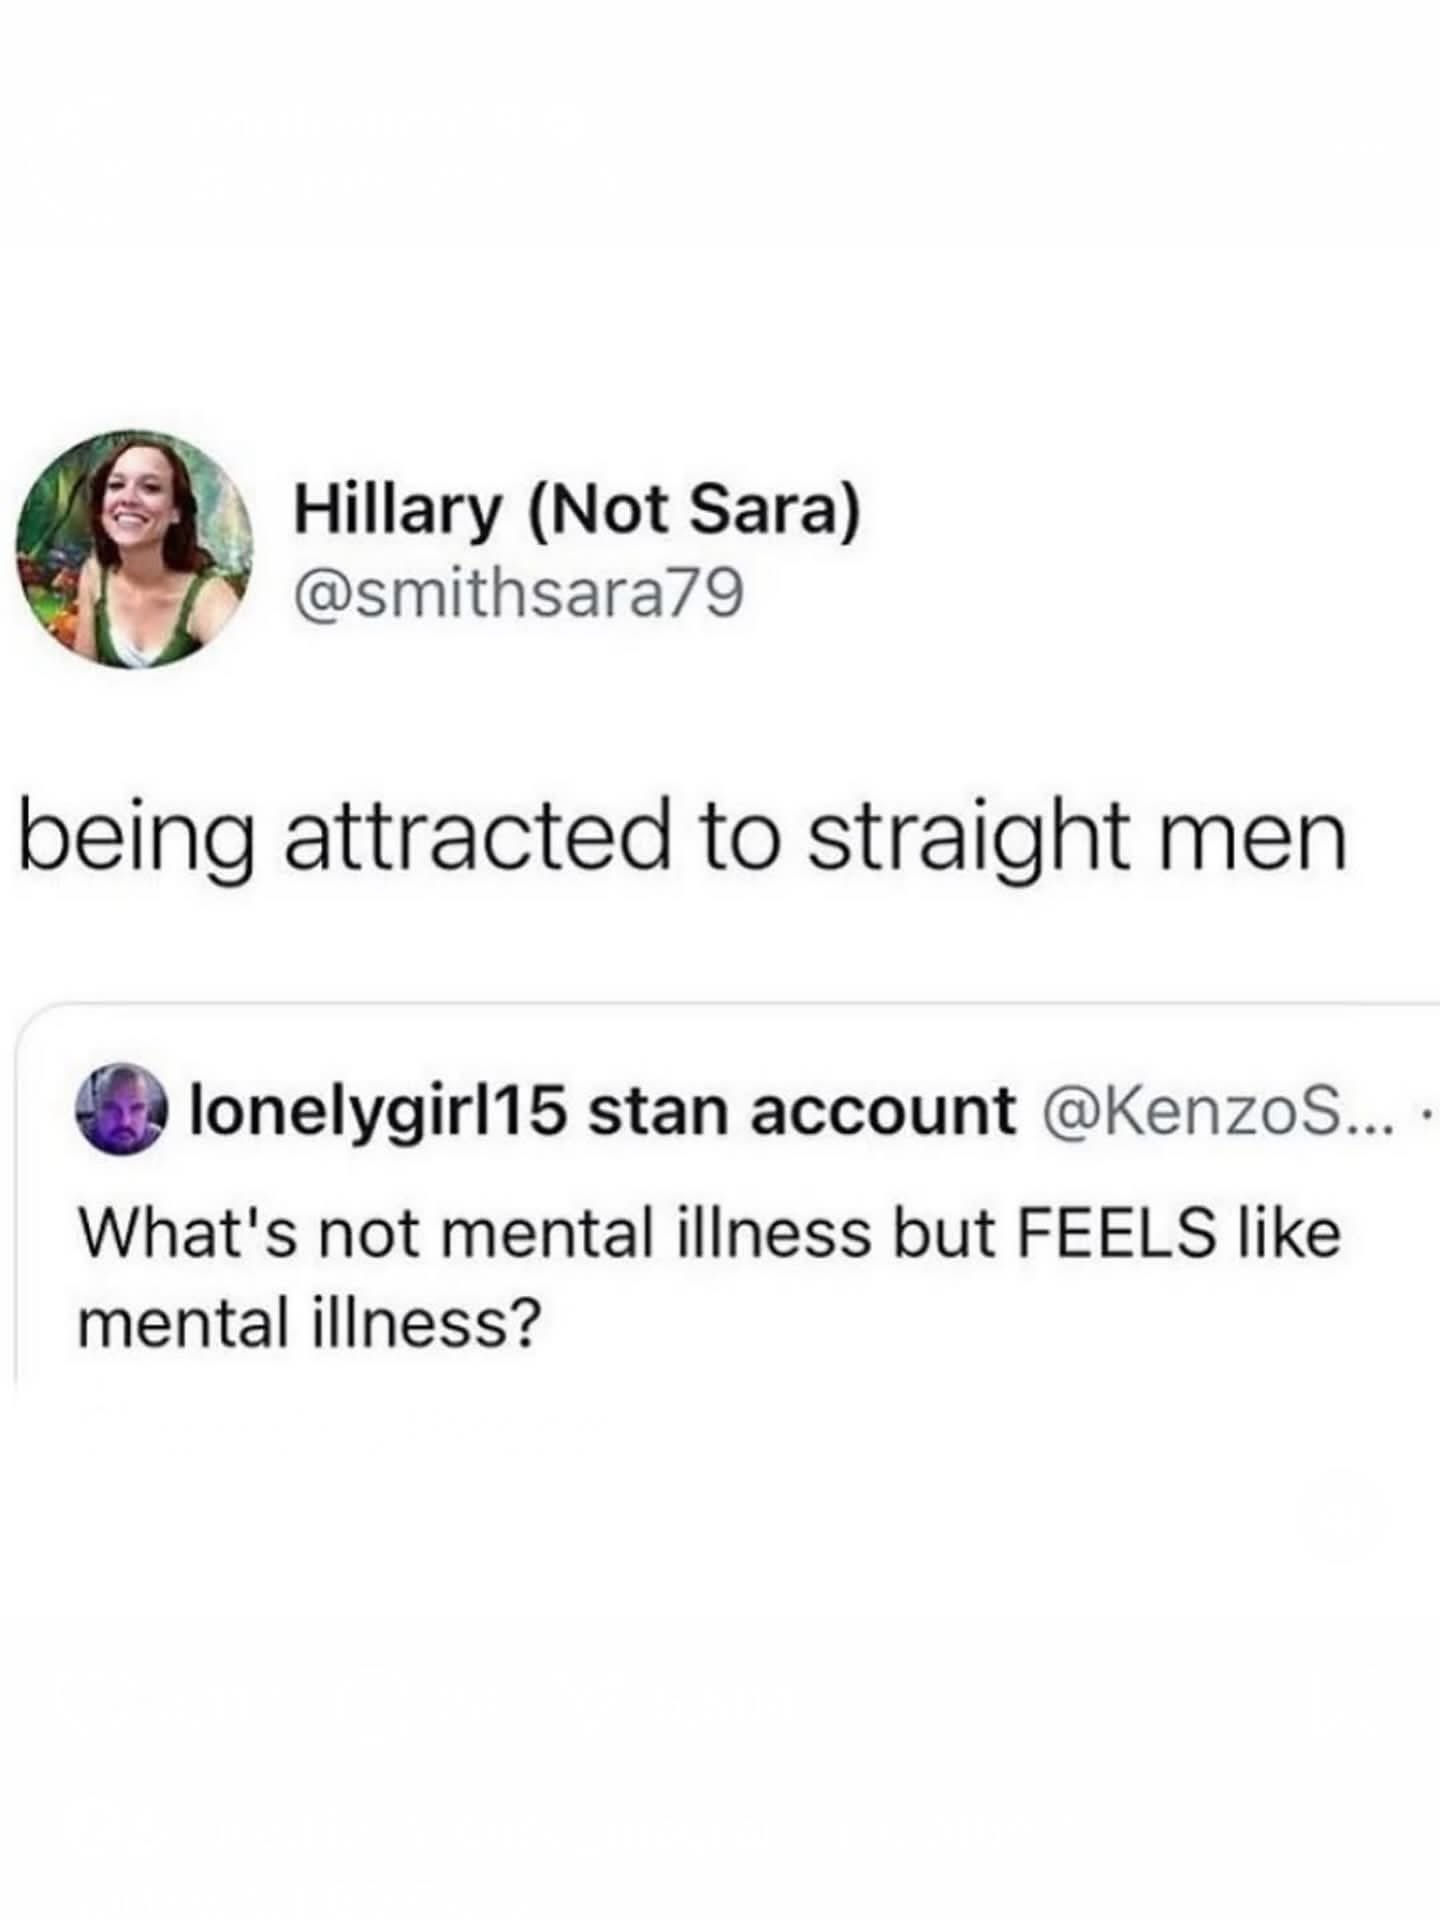 Hillary (Not Sara)
@smithsara79
being attracted to straight men
lonelygirl15 stan account @KenzoS... ·
What's not mental illness but FEELS like
mental illness?